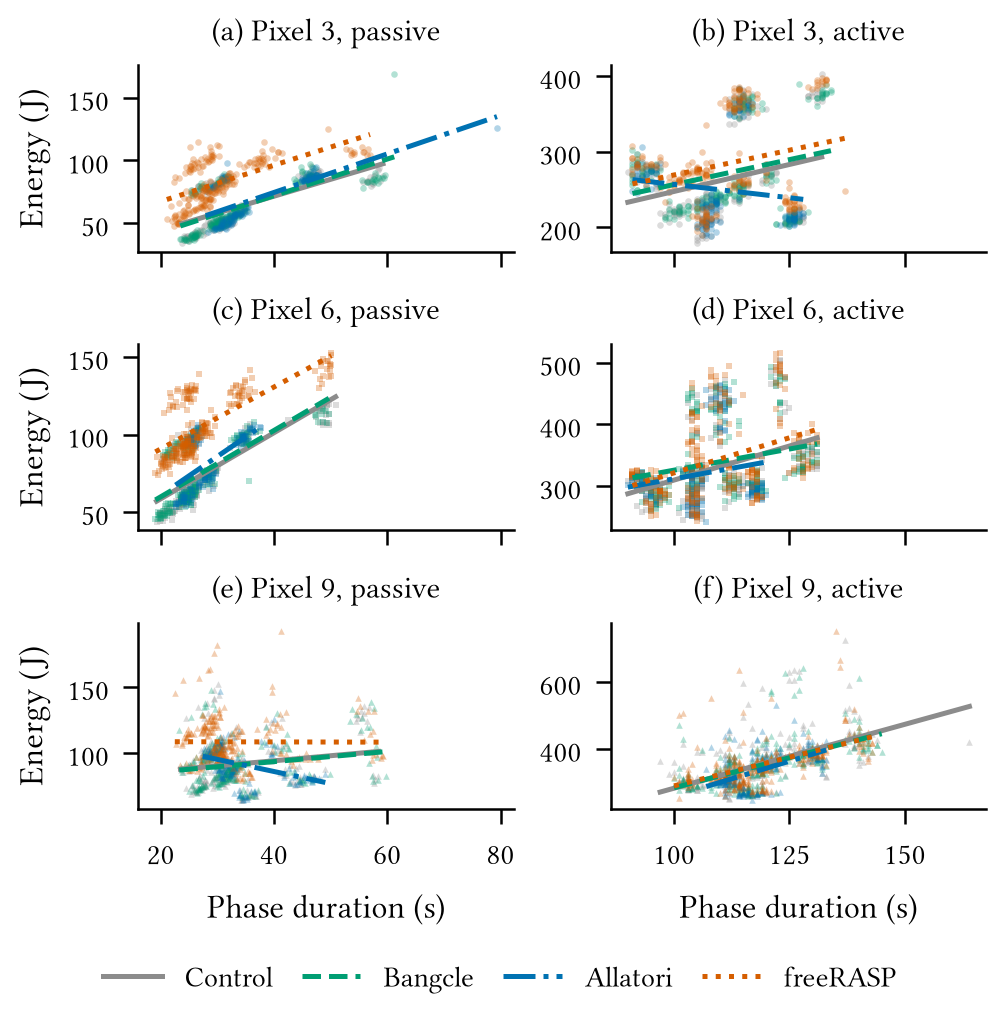 (a) Pixel 3, passive
(b) Pixel 3, active
Energy (J)
150
100
50
400
300
200
(c) Pixel 6, passive
(d) Pixel 6, active
Energy (J)
150
100
50
500
400
300
(e) Pixel 9, passive
(f) Pixel 9, active
Energy (J)
150
100
600
400
20 40 60 80
100 125 150
Phase duration (s)
Phase duration (s)
Control Bangcle Allatori freeRASP